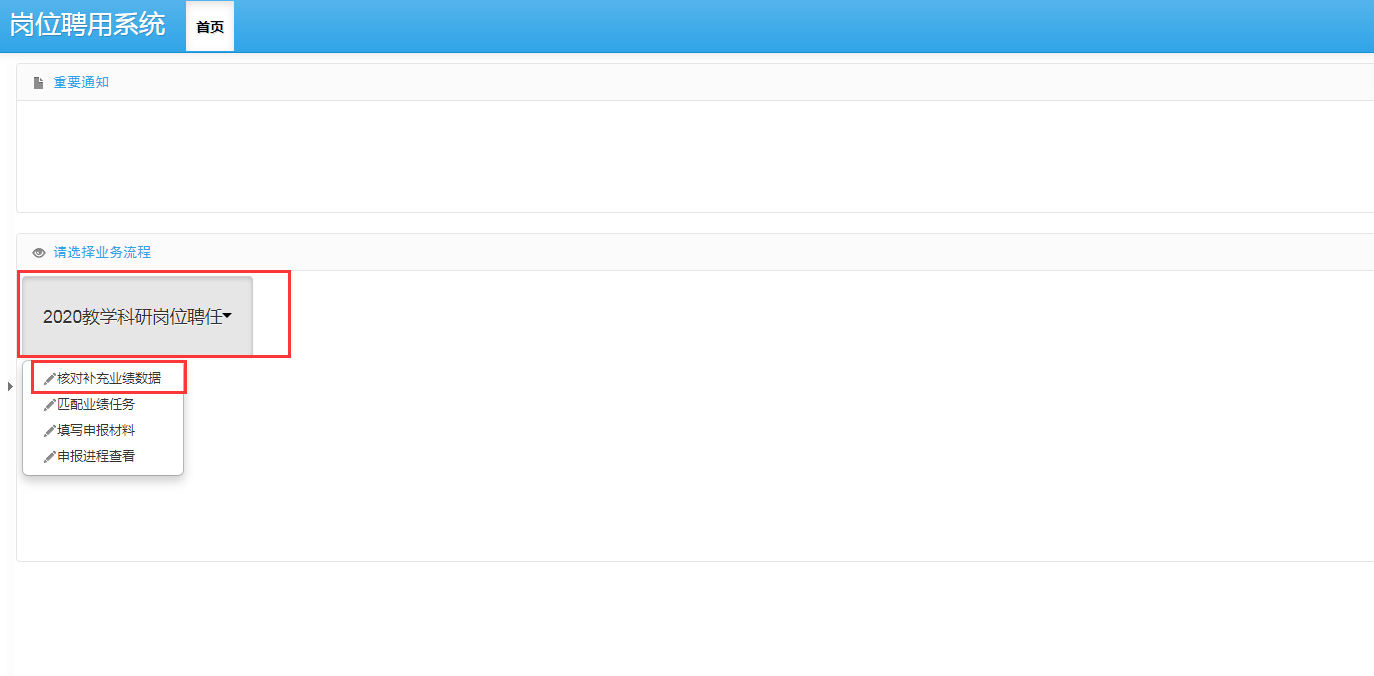 岗位聘用系统 首页
重要通知
请选择业务流程
2020教学科研岗位聘任
核对补充业绩数据
匹配业绩任务
填写申报材料
申报进程查看